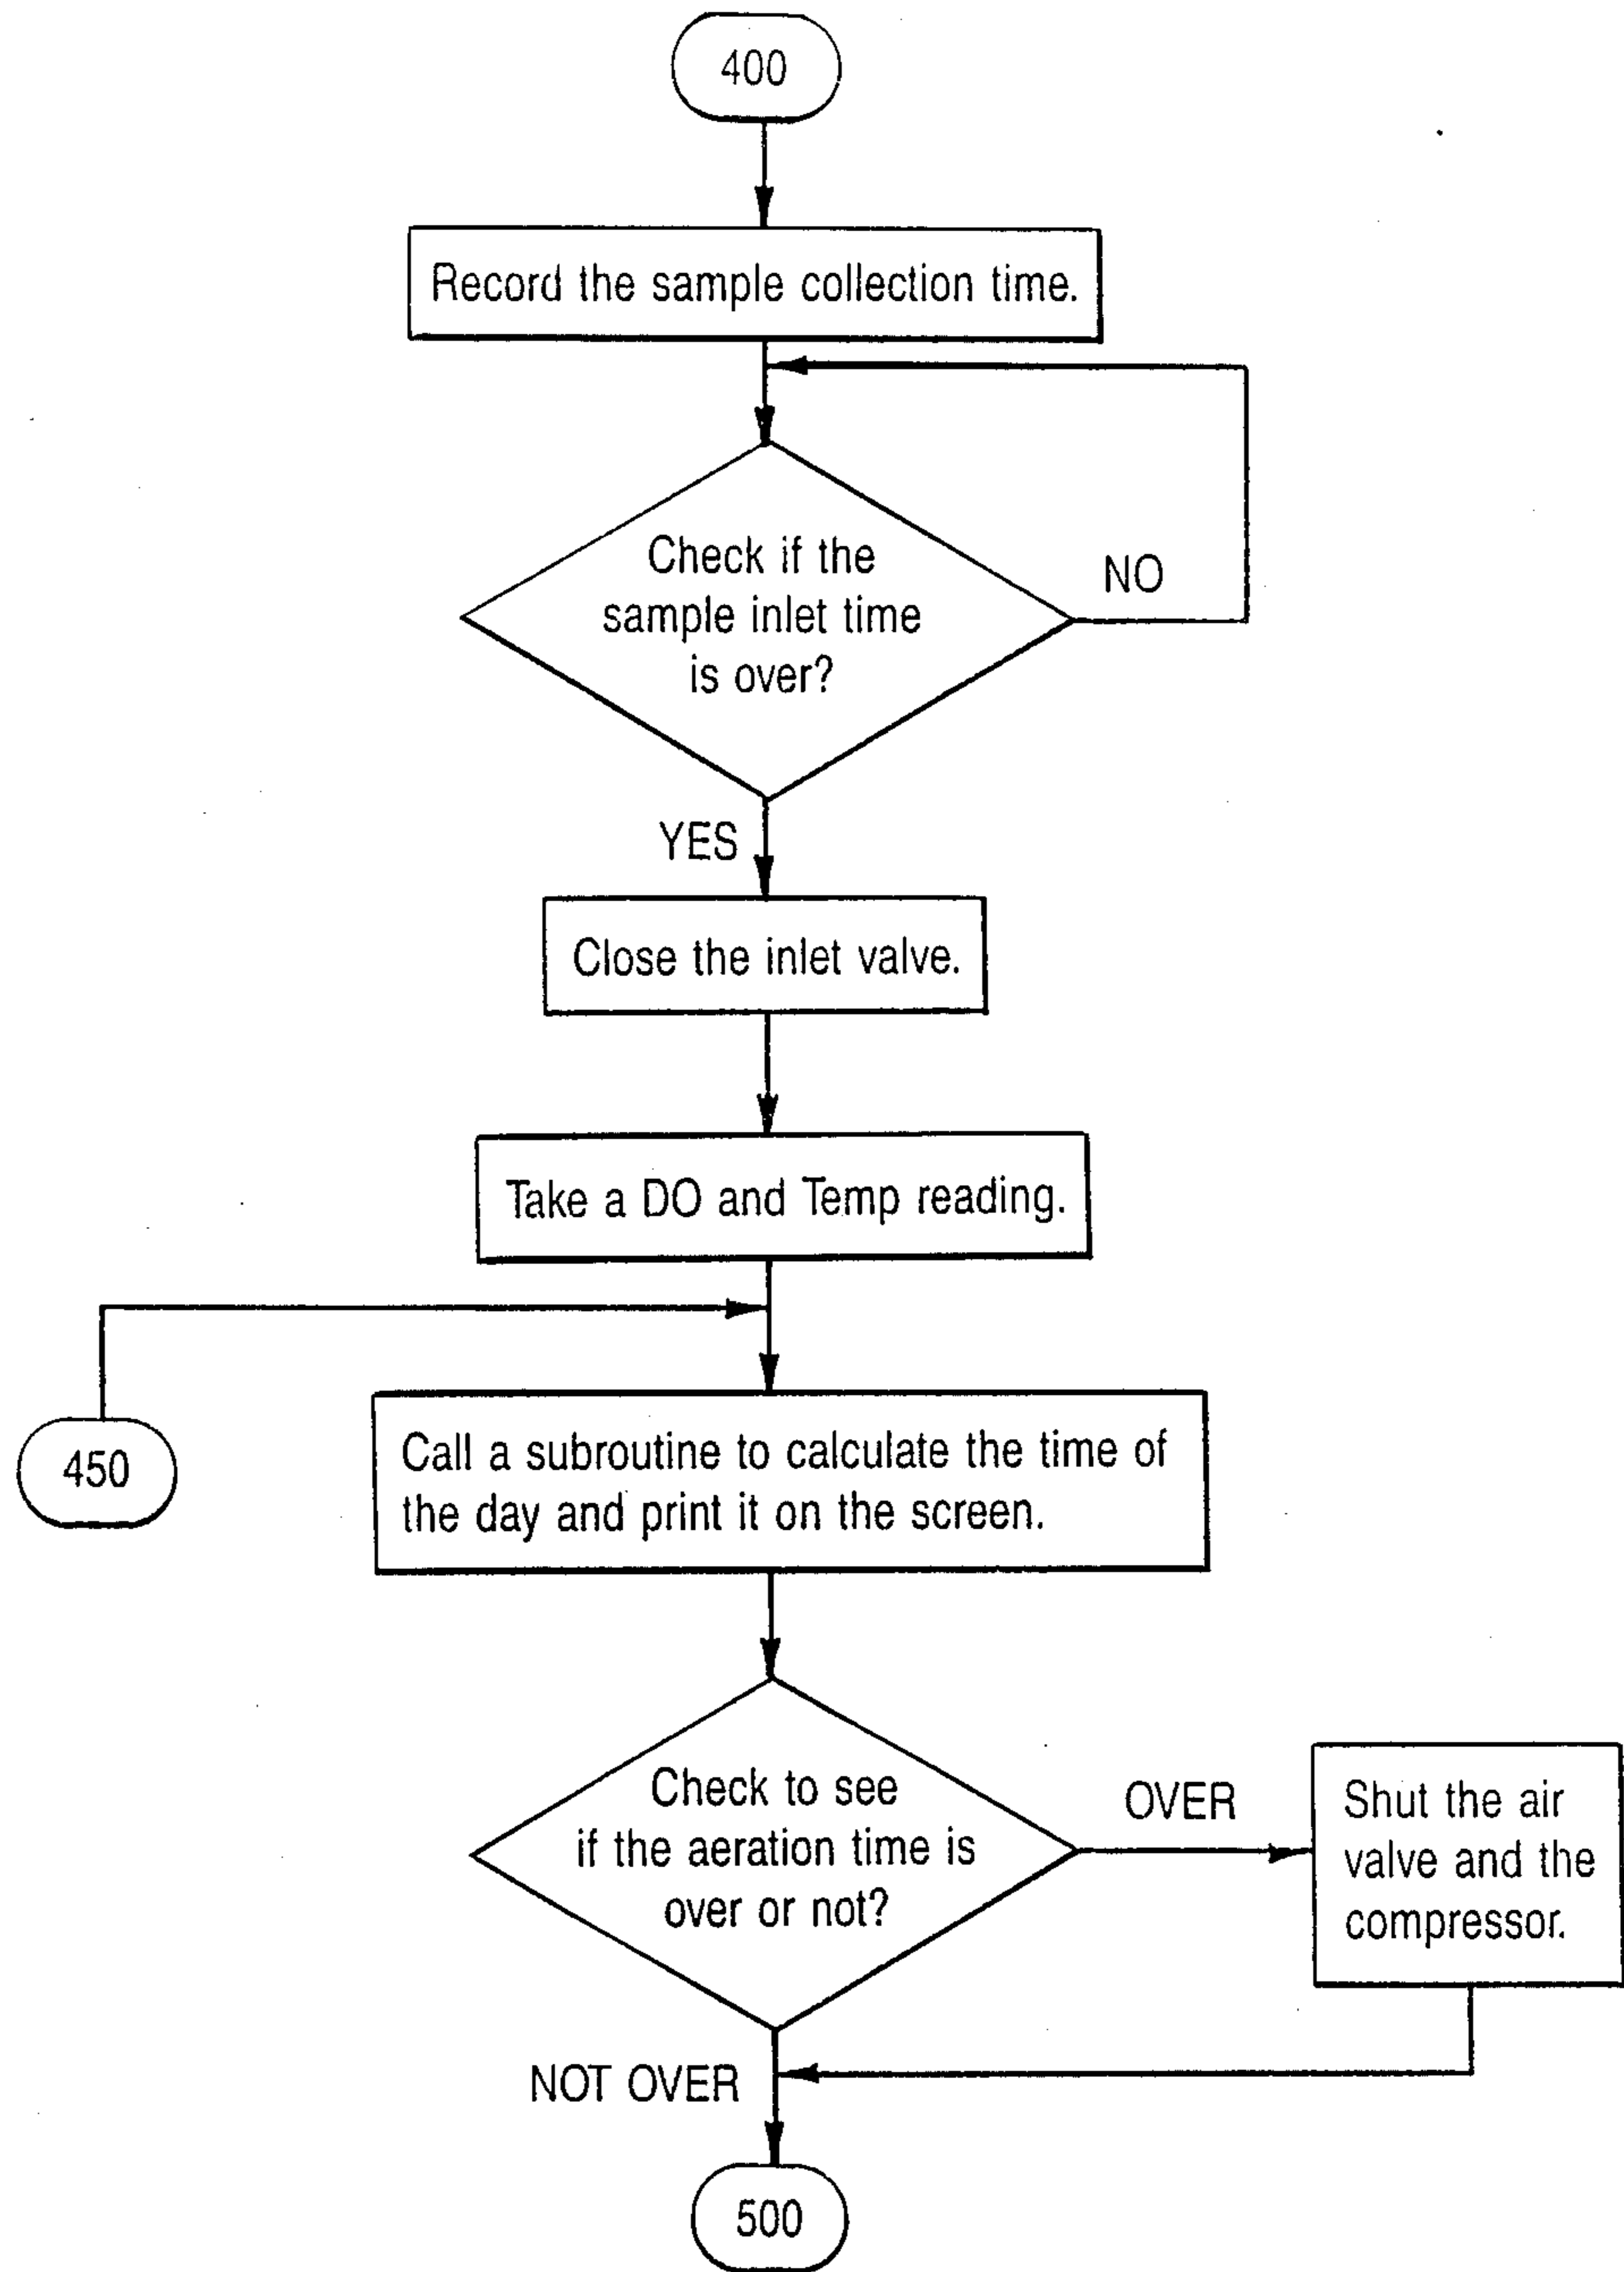 400
Record the sample collection time.
Check if the
sample inlet time
is over?
NO
YES
Close the inlet valve.
Take a DO and Temp reading.
450
Call a subroutine to calculate the time of
the day and print it on the screen.
Check to see
if the aeration time is
over or not?
OVER
Shut the air
valve and the
compressor.
NOT OVER
500